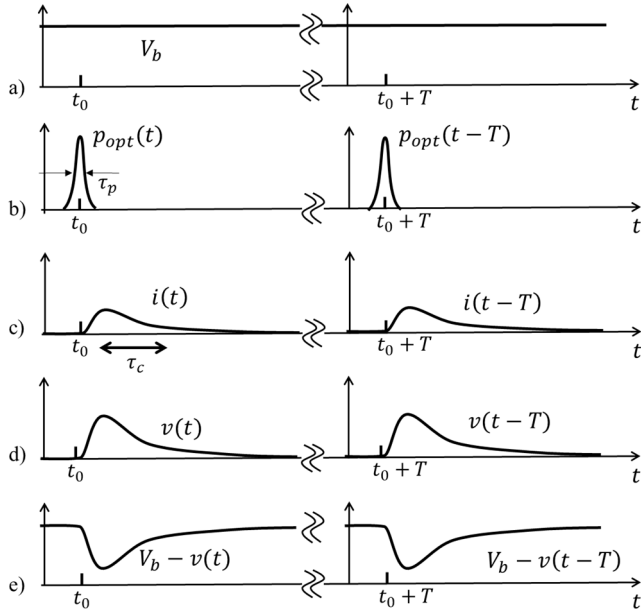 V_b
a) t_0 t_0 + T t
p_opt(t) p_opt(t − T)
τ_p
b) t_0 t_0 + T t
i(t) i(t − T)
c) t_0 t_0 + T t
τ_c
v(t) v(t − T)
d) t_0 t_0 + T t
V_b − v(t) V_b − v(t − T)
e) t_0 t_0 + T t